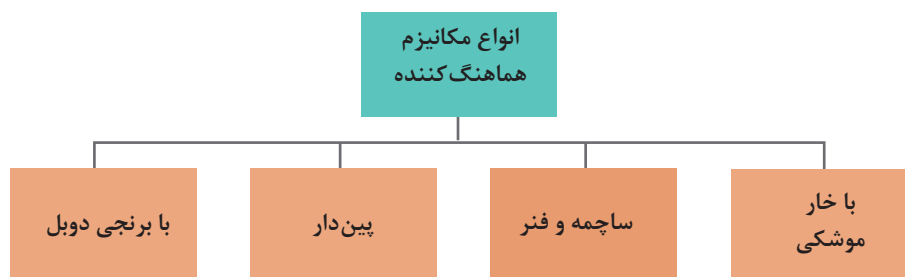 انواع مکانیزم
هماهنگ‌کننده
با خار
موشکی
ساچمه و فنر
پین‌دار
با برنجی دوبل